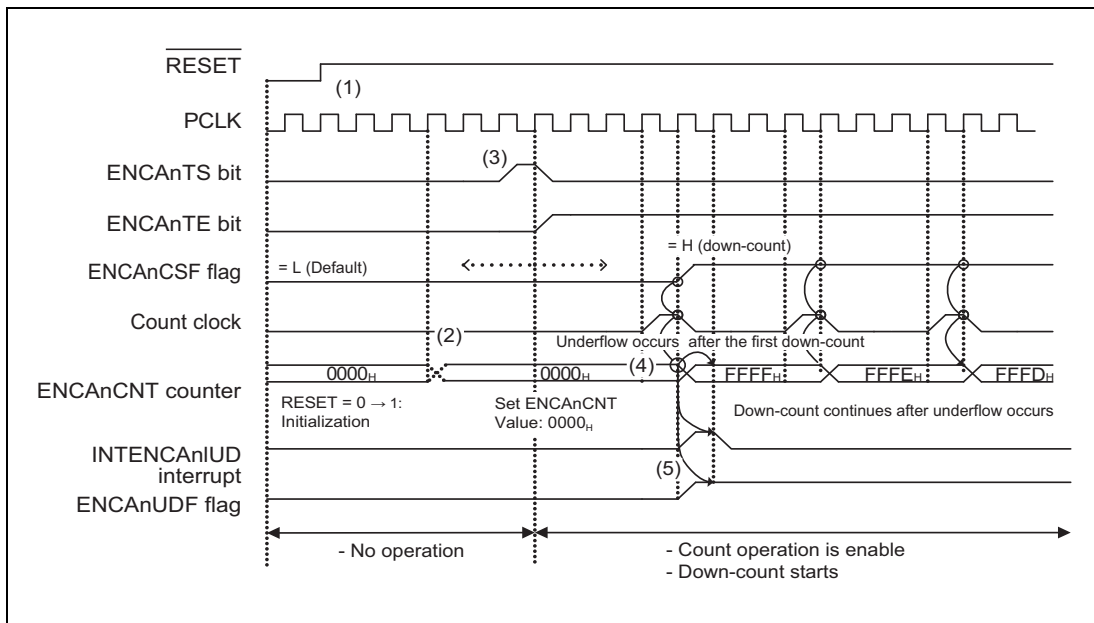 RESET
(1)
PCLK
(3)
ENCAnTS bit
ENCAnTE bit
= H (down-count)
ENCAnCSF flag
= L (Default)
Count clock
(2)
Underflow occurs after the first down-count
(4)
0000H
0000H
FFFFH
FFFEH
FFFDH
ENCAnCNT counter
RESET = 0 → 1:
Initialization
Set ENCAnCNT
Value: 0000H
Down-count continues after underflow occurs
INTENCAnIUD
interrupt
(5)
ENCAnUDF flag
- No operation
- Count operation is enable
- Down-count starts